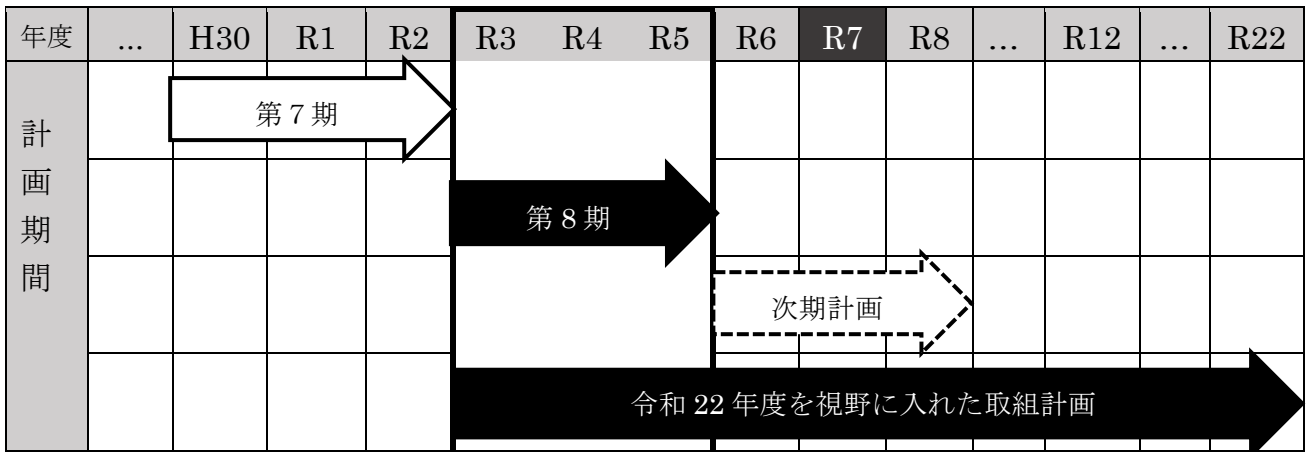 年度 … H30 R1 R2 R3 R4 R5 R6 R7 R8 … R12 … R22
計画期間
第7期
第8期
次期計画
令和22年度を視野に入れた取組計画